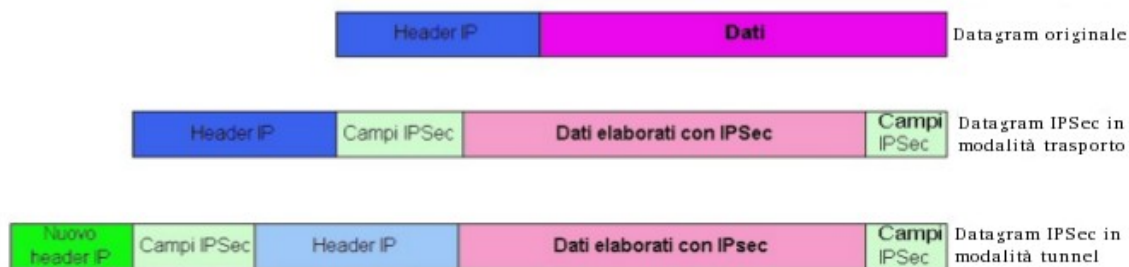 Header IP
Dati
Datagram originale
Header IP
Campi IPSec
Dati elaborati con IPSec
Campi
IPSec
Datagram IPSec in
modalità trasporto
Nuovo
header IP
Campi IPSec
Header IP
Dati elaborati con IPsec
Campi
IPSec
Datagram IPSec in
modalità tunnel